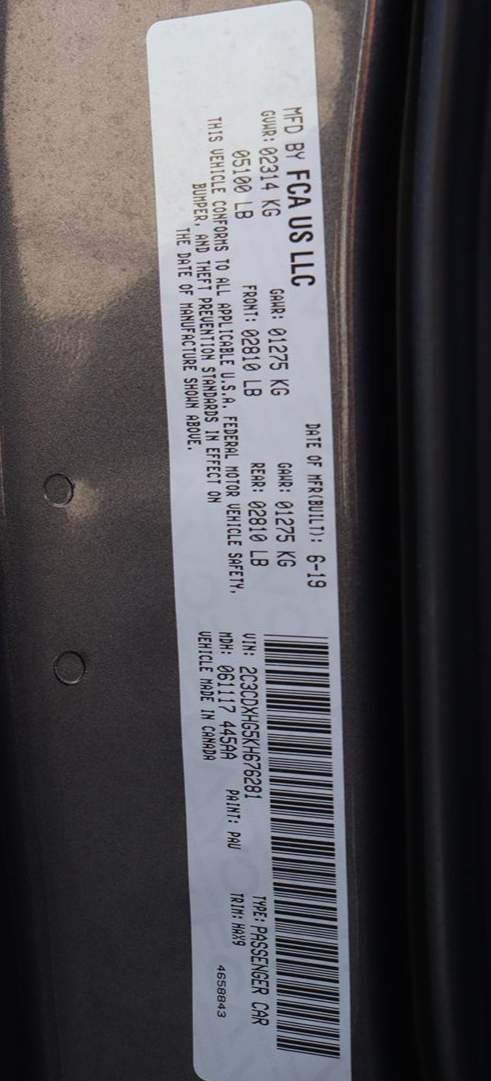 MFD BY FCA US LLC
DATE OF MFR(BUILT): 6-19
GVWR: 02314 KG GAWR: 01275 KG GAWR: 01275 KG
05100 LB FRONT: 02810 LB REAR: 02810 LB
THIS VEHICLE CONFORMS TO ALL APPLICABLE U.S.A. FEDERAL MOTOR VEHICLE SAFETY,
BUMPER, AND THEFT PREVENTION STANDARDS IN EFFECT ON
THE DATE OF MANUFACTURE SHOWN ABOVE.
VIN: 2C3CDXHG5KH676281 TYPE: PASSENGER CAR
MDH: 061117 445AA PAINT: PAU TRIM: HAX9
VEHICLE MADE IN CANADA 4658843